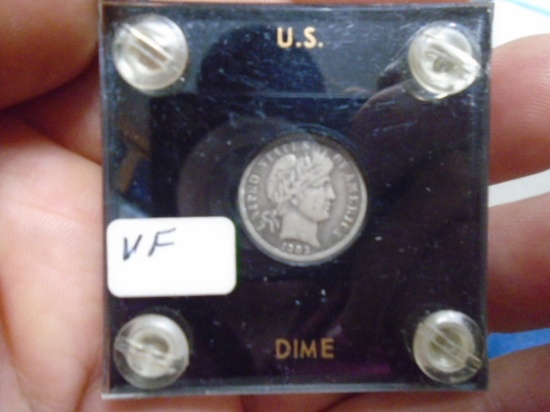 U.S.
UNITED STATES OF AMERICA
VF
DIME